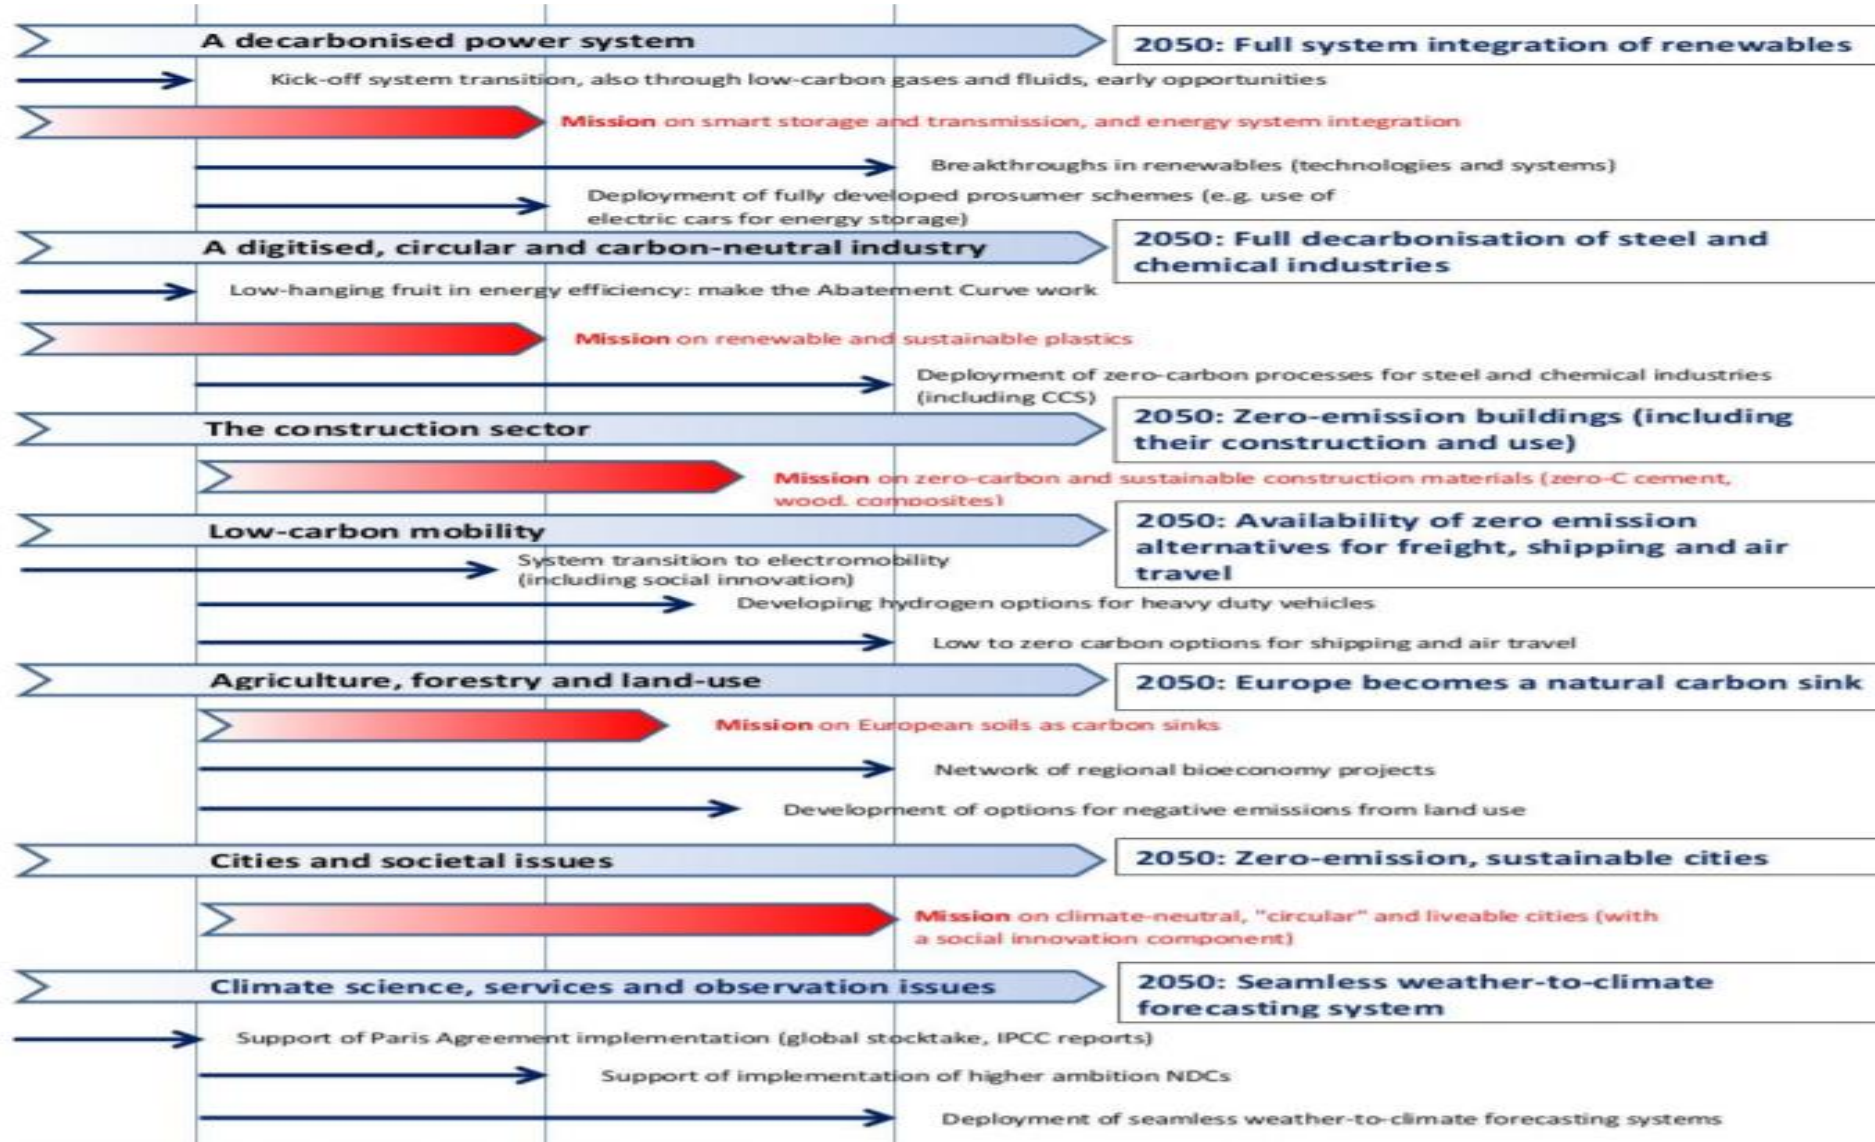 A decarbonised power system
2050: Full system integration of renewables
Kick-off system transition, also through low-carbon gases and fluids, early opportunities
Mission on smart storage and transmission, and energy system integration
Breakthroughs in renewables (technologies and systems)
Deployment of fully developed prosumer schemes (e.g. use of
electric cars for energy storage)
A digitised, circular and carbon-neutral industry
2050: Full decarbonisation of steel and
chemical industries
Low-hanging fruit in energy efficiency: make the Abatement Curve work
Mission on renewable and sustainable plastics
Deployment of zero-carbon processes for steel and chemical industries
(including CCS)
The construction sector
2050: Zero-emission buildings (including
their construction and use)
Mission on zero-carbon and sustainable construction materials (zero-C cement,
wood, composites)
Low-carbon mobility
2050: Availability of zero emission
alternatives for freight, shipping and air
travel
System transition to electromobility
(including social innovation)
Developing hydrogen options for heavy duty vehicles
Low to zero carbon options for shipping and air travel
Agriculture, forestry and land-use
2050: Europe becomes a natural carbon sink
Mission on European soils as carbon sinks
Network of regional bioeconomy projects
Development of options for negative emissions from land use
Cities and societal issues
2050: Zero-emission, sustainable cities
Mission on climate-neutral, "circular" and liveable cities (with
a social innovation component)
Climate science, services and observation issues
2050: Seamless weather-to-climate
forecasting system
Support of Paris Agreement implementation (global stocktake, IPCC reports)
Support of implementation of higher ambition NDCs
Deployment of seamless weather-to-climate forecasting systems